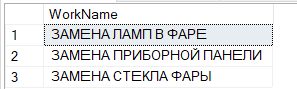 WorkName
1 ЗАМЕНА ЛАМП В ФАРЕ
2 ЗАМЕНА ПРИБОРНОЙ ПАНЕЛИ
3 ЗАМЕНА СТЕКЛА ФАРЫ